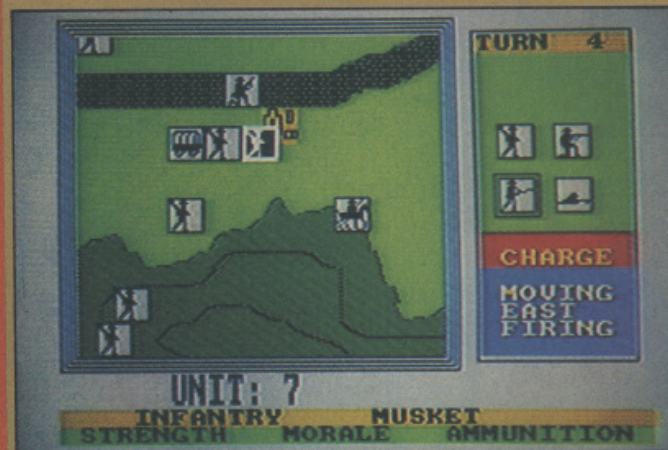 TURN 4
CHARGE
MOVING
EAST
FIRING
UNIT: 7
INFANTRY MUSKET
STRENGTH MORALE AMMUNITION